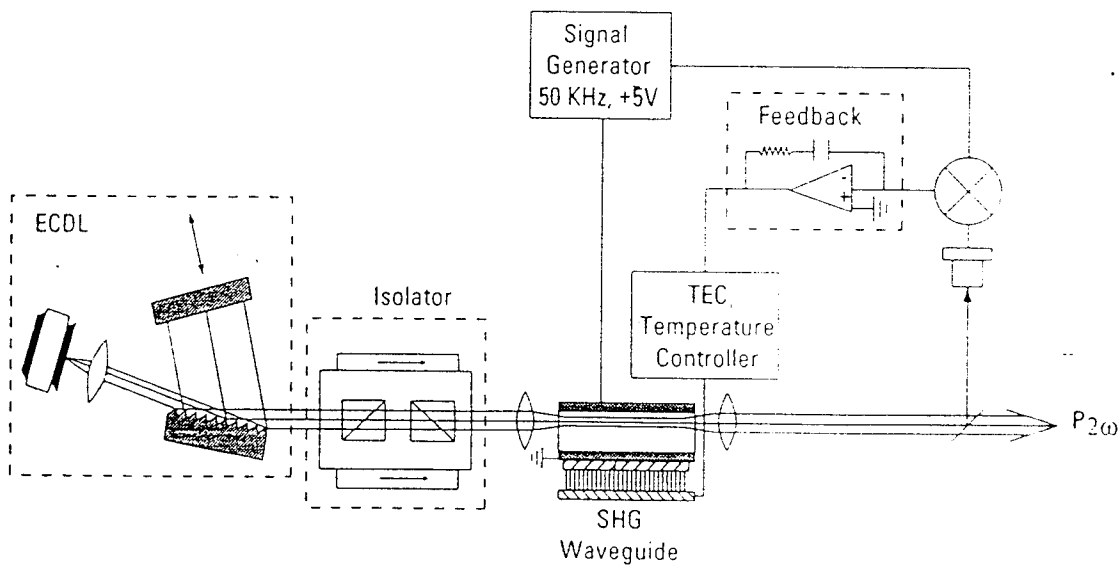 Signal
Generator
50 KHz, +5V
Feedback
-
+
ECDL
Isolator
TEC,
Temperature
Controller
P2ω
SHG
Waveguide